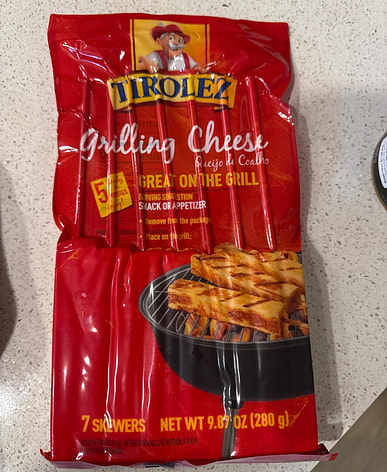 TIROLEZ
Grilling Cheese
Queijo de Coalho
5
GREAT ON THE GRILL
SERVING SUGGESTION
SNACK OR APPETIZER
• Remove from the package
• Place on the grill;
7 SKEWERS NET WT 9.87 OZ (280 g)